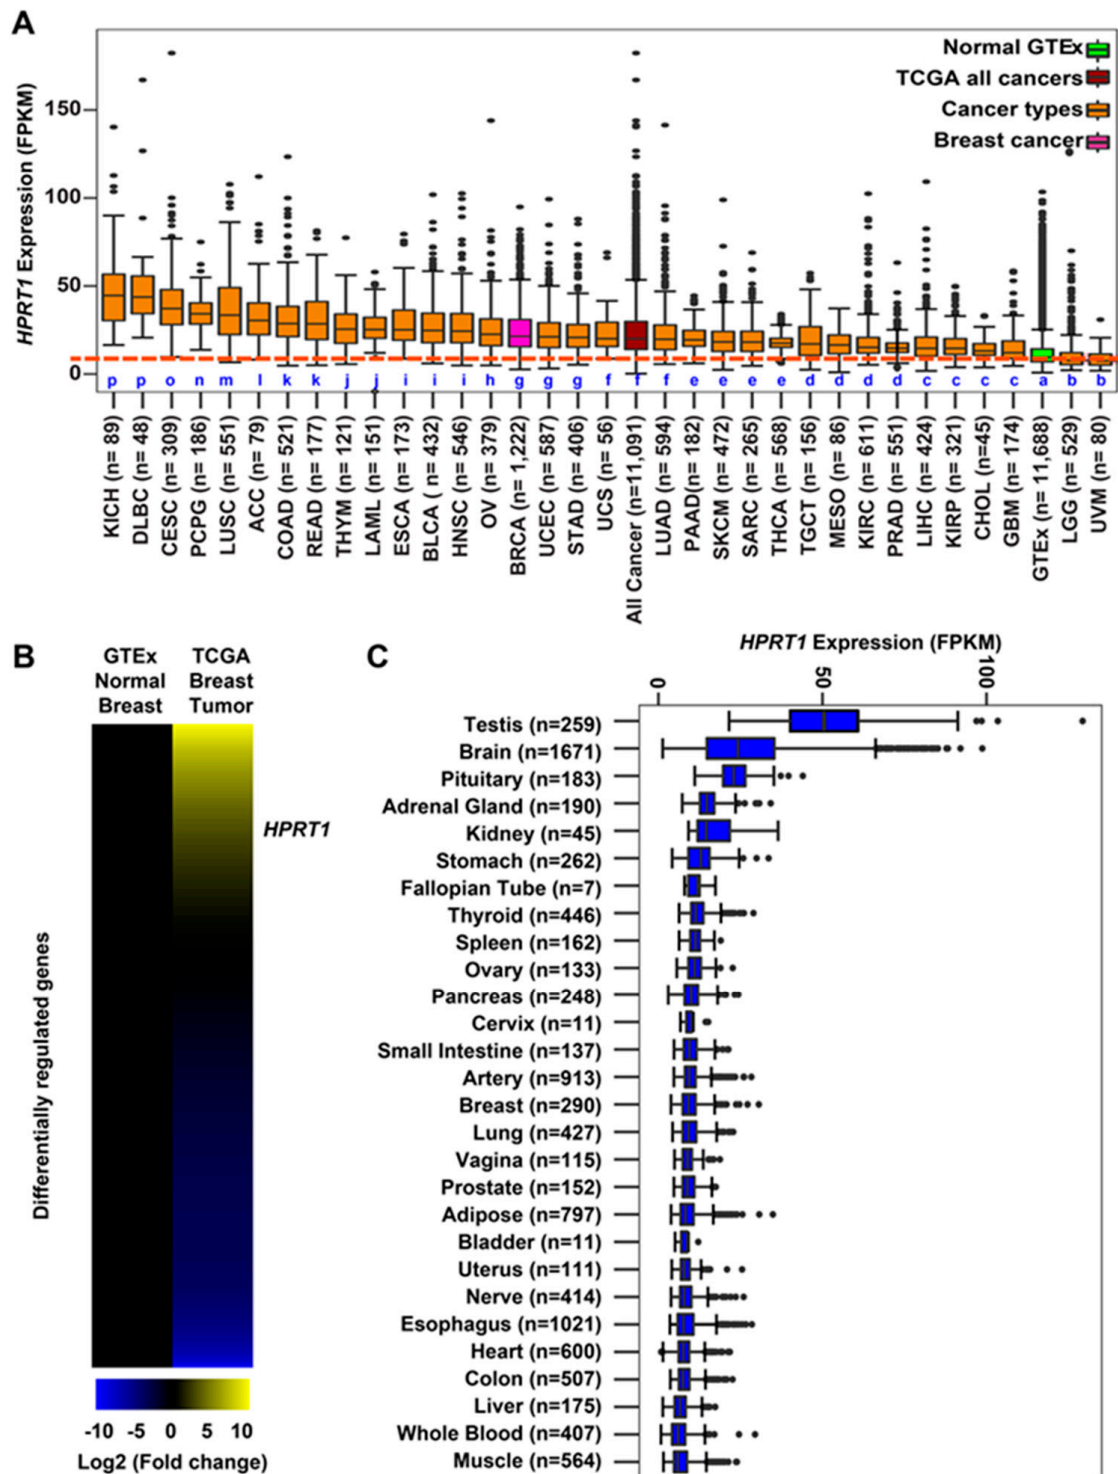 A
HPRT1 Expression (FPKM)
150
100
50
0
Normal GTEx
TCGA all cancers
Cancer types
Breast cancer
p p o n m l k k j j i i i h g g g f f f e e e e d d d d c c c c a b b
KICH (n= 89)
DLBC (n= 48)
CESC (n= 309)
PCPG (n= 186)
LUSC (n= 551)
ACC (n= 79)
COAD (n= 521)
READ (n= 177)
THYM (n= 121)
LAML (n= 151)
ESCA (n= 173)
BLCA ( n= 432)
HNSC (n= 546)
OV (n= 379)
BRCA (n= 1,222)
UCEC (n= 587)
STAD (n= 406)
UCS (n= 56)
All Cancer (n=11,091)
LUAD (n= 594)
PAAD(n= 182)
SKCM (n= 472)
SARC (n= 265)
THCA (n= 568)
TGCT (n= 156)
MESO (n= 86)
KIRC (n= 611)
PRAD (n= 551)
LIHC (n= 424)
KIRP (n= 321)
CHOL (n=45)
GBM (n= 174)
GTEx (n= 11,688)
LGG (n= 529)
UVM (n= 80)
B
GTEx
Normal
Breast
TCGA
Breast
Tumor
HPRT1
Differentially regulated genes
-10 -5 0 5 10
Log2 (Fold change)
C
HPRT1 Expression (FPKM)
0 50 100
Testis (n=259)
Brain (n=1671)
Pituitary (n=183)
Adrenal Gland (n=190)
Kidney (n=45)
Stomach (n=262)
Fallopian Tube (n=7)
Thyroid (n=446)
Spleen (n=162)
Ovary (n=133)
Pancreas (n=248)
Cervix (n=11)
Small Intestine (n=137)
Artery (n=913)
Breast (n=290)
Lung (n=427)
Vagina (n=115)
Prostate (n=152)
Adipose (n=797)
Bladder (n=11)
Uterus (n=111)
Nerve (n=414)
Esophagus (n=1021)
Heart (n=600)
Colon (n=507)
Liver (n=175)
Whole Blood (n=407)
Muscle (n=564)